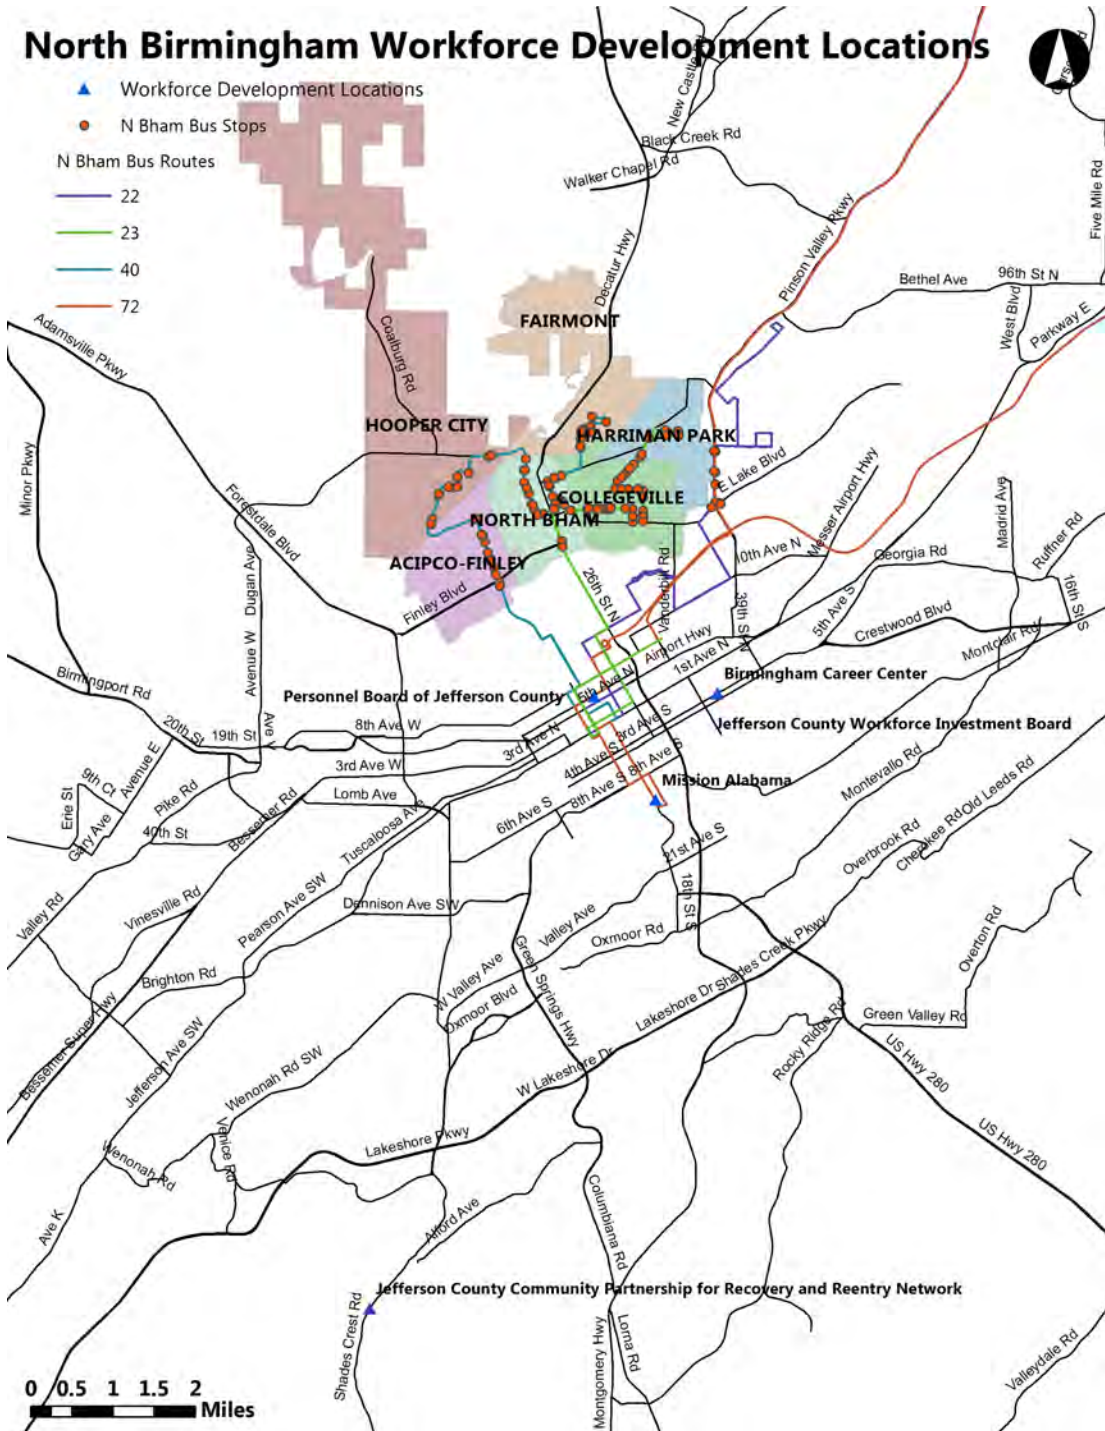 North Birmingham Workforce Development Locations
Workforce Development Locations
N Bham Bus Stops
N Bham Bus Routes
22
23
40
72
New Castle Rd
Black Creek Rd
Walker Chapel Rd
Five Mile Rd
Decatur Hwy
Pinson Valley Pkwy
Bethel Ave
96th St N
West Blvd
Parkway E
FAIRMONT
Adamsville Pkwy
Coalburg Rd
HOOPER CITY
HARRIMAN PARK
Minor Pkwy
Forestdale Blvd
E Lake Blvd
Messer Airport Hwy
Madrid Ave
COLLEGEVILLE
NORTH BHAM
Ruffner Rd
10th Ave N
Georgia Rd
ACIPCO-FINLEY
Dugan Ave
Finley Blvd
26th St N
Vanderbilt Rd
39th St N
5th Ave S
Crestwood Blvd
16th St S
Montclair Rd
Airport Hwy
1st Ave N
Avenue W
Birmingport Rd
Birmingham Career Center
Personnel Board of Jefferson County
5th Ave N
Jefferson County Workforce Investment Board
20th St
19th St
Ave V
8th Ave W
3rd Ave N
3rd Ave S
4th Ave S
8th Ave S
Avenue E
9th Ct
3rd Ave W
Mission Alabama
Montevallo Rd
Erie St
Gary Ave
Pike Rd
Lomb Ave
8th Ave S
6th Ave S
Old Leeds Rd
40th St
Bessemer Rd
Tuscaloosa Ave
21st Ave S
Overbrook Rd
Cherokee Rd
Valley Rd
Vinesville Rd
Pearson Ave SW
Dennison Ave SW
18th St S
Valley Ave
Oxmoor Rd
Overton Rd
Brighton Rd
W Valley Ave
Green Springs Hwy
Shades Creek Pkwy
Lakeshore Dr
Oxmoor Blvd
Green Valley Rd
Bessemer Super Hwy
Jefferson Ave SW
Rocky Ridge Rd
US Hwy 280
Wenonah Rd SW
W Lakeshore Dr
Venice Rd
Lakeshore Pkwy
US Hwy 280
Wenonah Rd
Ave K
Alford Ave
Columbiana Rd
Jefferson County Community Partnership for Recovery and Reentry Network
Shades Crest Rd
Montgomery Hwy
Lorna Rd
Valleydale Rd
0 0.5 1 1.5 2
Miles